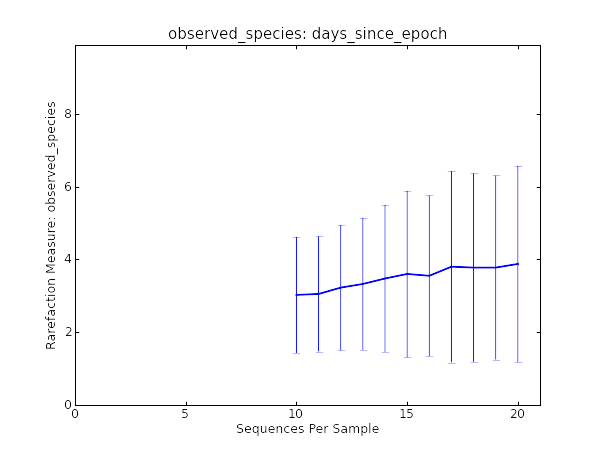 observed_species: days_since_epoch
Rarefaction Measure: observed_species
8
6
4
2
0
0 5 10 15 20
Sequences Per Sample